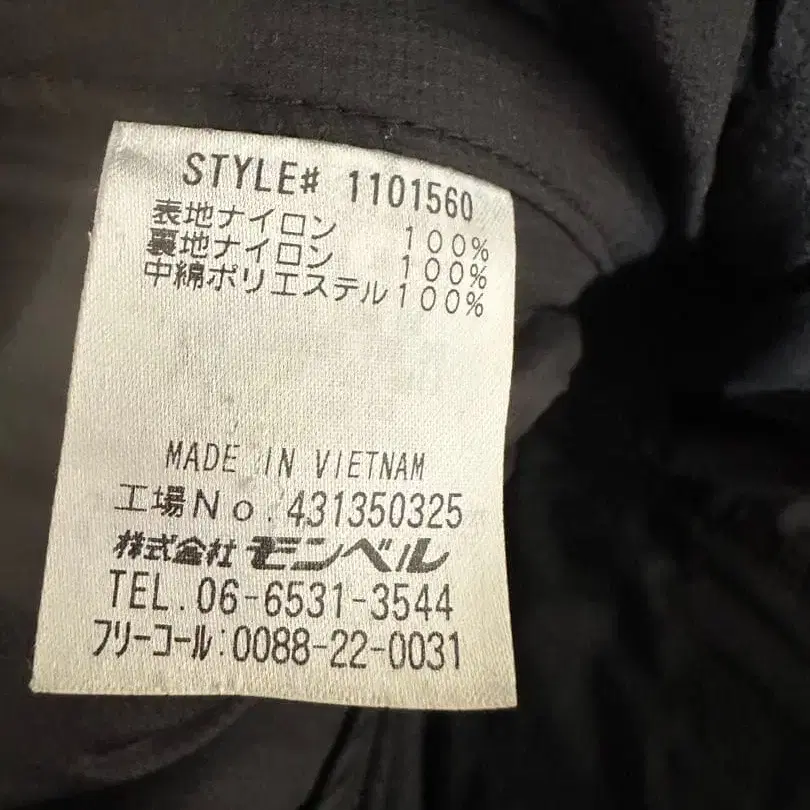 STYLE# 1101560
表地ナイロン 100%
裏地ナイロン 100%
中綿ポリエステル100%
MADE IN VIETNAM
工場No. 431350325
株式会社 モンベル
TEL. 06-6531-3544
フリーコール:0088-22-0031